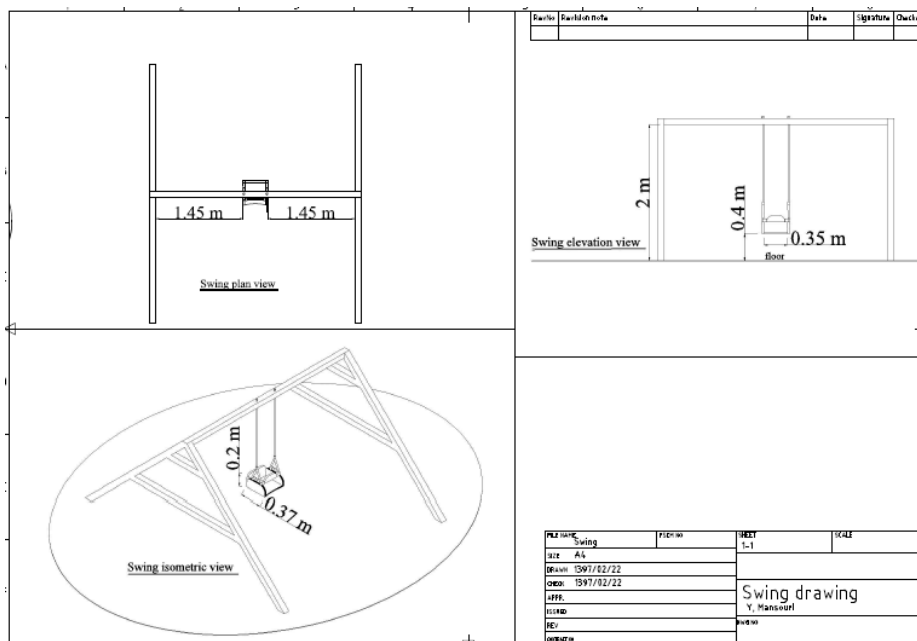 RevNo Revision note Date Signature Check
1.45 m 1.45 m
Swing plan view
2 m
0.4 m
0.35 m
Swing elevation view
floor
0.2 m
0.37 m
Swing isometric view
FILE NAME Swing
SHEET 1-1
SCALE
SIZE A4
DRAWN 1397/02/22
CHECK 1397/02/22
APPR.
ISSUED
REV
Swing drawing
Y, Mansouri